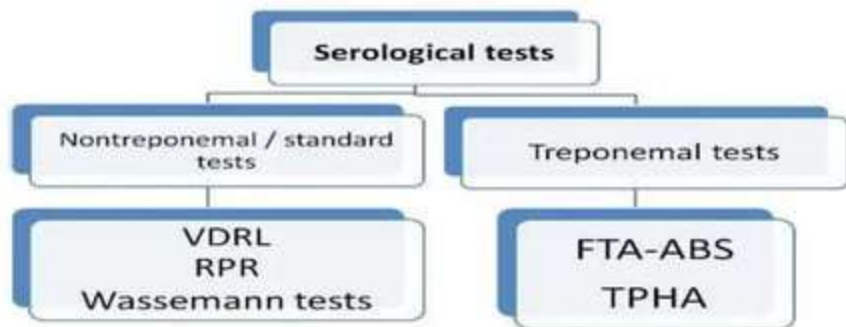 Serological tests
Nontreponemal / standard
tests
Treponemal tests
VDRL
RPR
Wassemann tests
FTA-ABS
TPHA